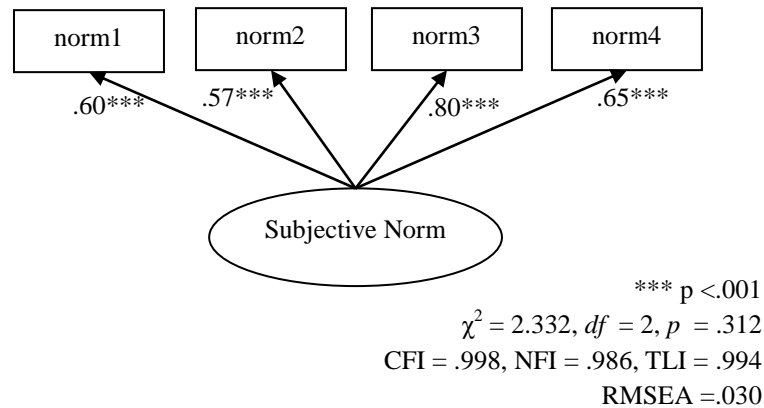 norm1 norm2 norm3 norm4
.60*** .57*** .80*** .65***
Subjective Norm
*** p <.001
χ² = 2.332, df = 2, p = .312
CFI = .998, NFI = .986, TLI = .994
RMSEA =.030